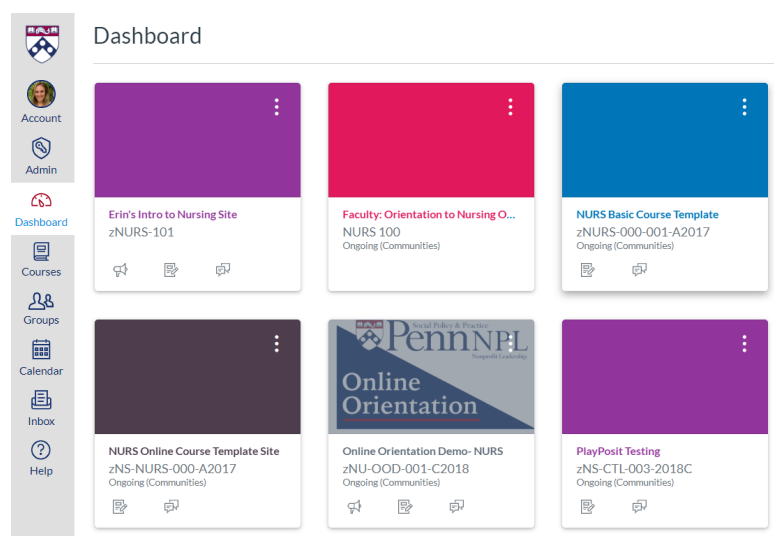 Dashboard
Account
Admin
Dashboard
Courses
Groups
Calendar
Inbox
Help
Erin's Intro to Nursing Site
zNURS-101
Faculty: Orientation to Nursing O...
NURS 100
Ongoing (Communities)
NURS Basic Course Template
zNURS-000-001-A2017
Ongoing (Communities)
NURS Online Course Template Site
zNS-NURS-000-A2017
Ongoing (Communities)
Social Policy & Practice
Penn NPL
Nonprofit Leadership
Online
Orientation
Online Orientation Demo- NURS
zNU-OOD-001-C2018
Ongoing (Communities)
PlayPosit Testing
zNS-CTL-003-2018C
Ongoing (Communities)